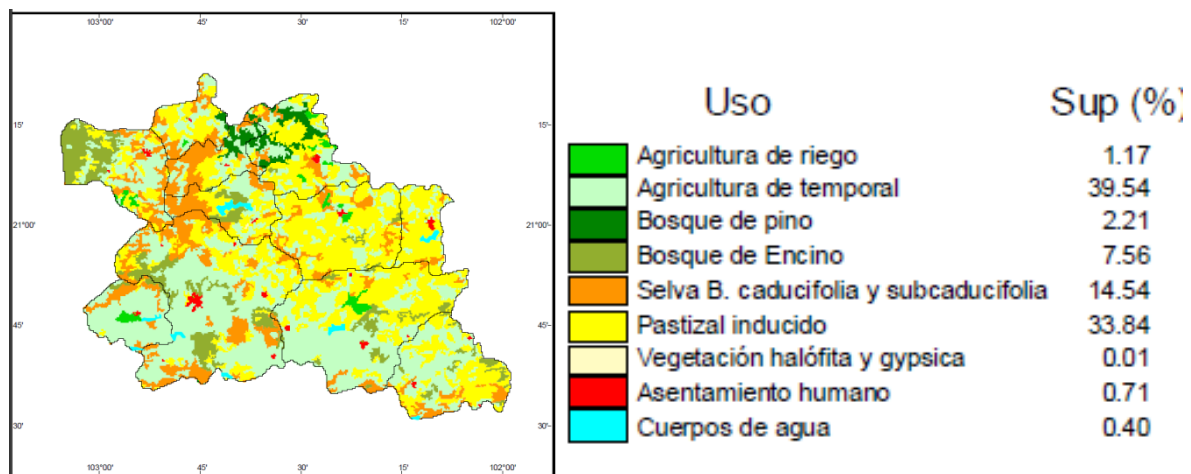 103°00' 45' 30' 15' 102°00'
15' 15'
21°00' 21°00'
45' 45'
30' 30'
103°00' 45' 30' 15' 102°00'
Uso Sup (%)
Agricultura de riego 1.17
Agricultura de temporal 39.54
Bosque de pino 2.21
Bosque de Encino 7.56
Selva B. caducifolia y subcaducifolia 14.54
Pastizal inducido 33.84
Vegetación halófita y gypsica 0.01
Asentamiento humano 0.71
Cuerpos de agua 0.40